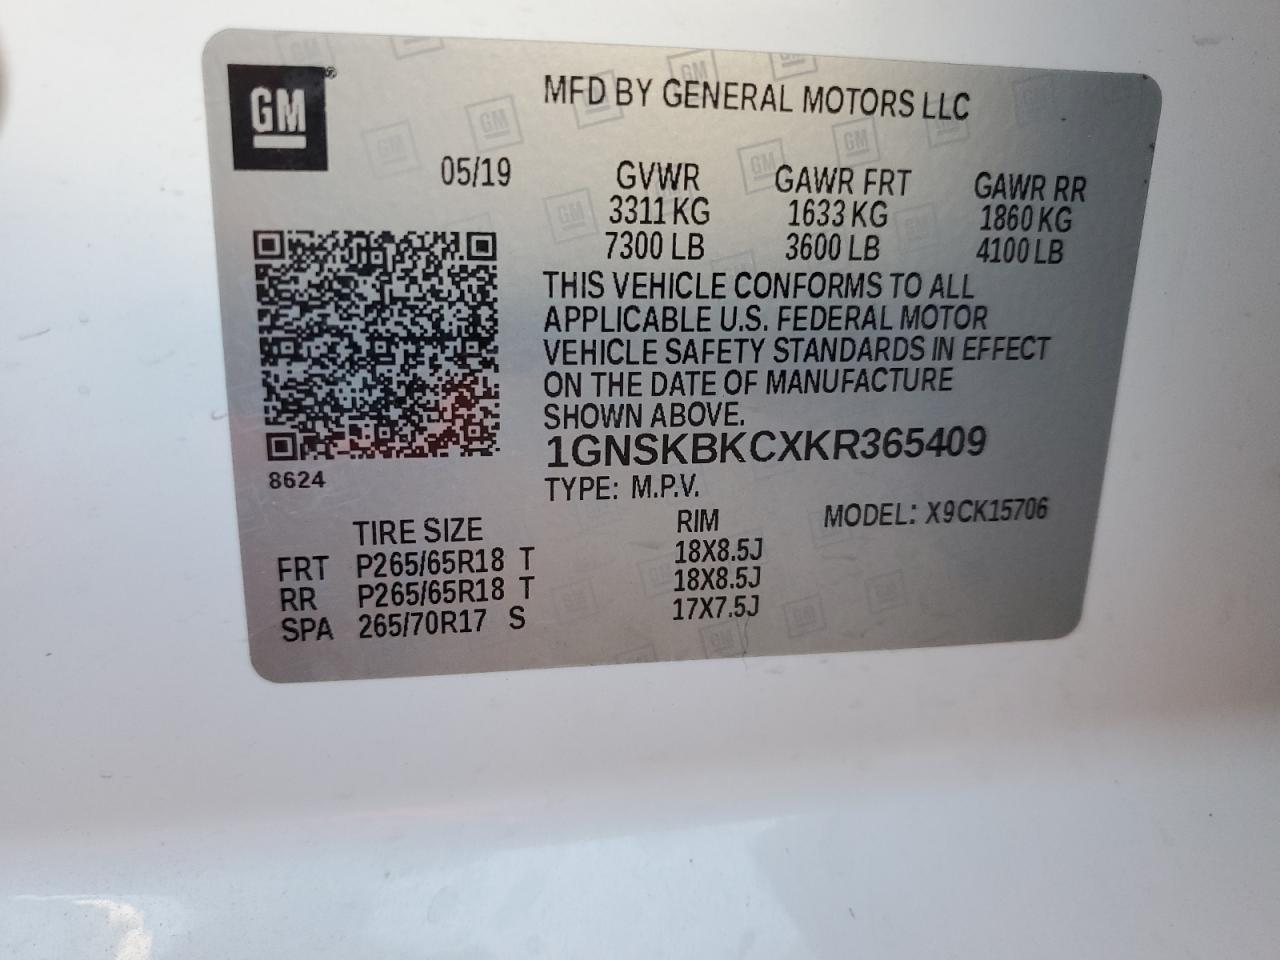 GM
MFD BY GENERAL MOTORS LLC
05/19 GVWR GAWR FRT GAWR RR
3311 KG 1633 KG 1860 KG
7300 LB 3600 LB 4100 LB
THIS VEHICLE CONFORMS TO ALL
APPLICABLE U.S. FEDERAL MOTOR
VEHICLE SAFETY STANDARDS IN EFFECT
ON THE DATE OF MANUFACTURE
SHOWN ABOVE.
1GNSKBKCXKR365409
8624
TYPE: M.P.V.
MODEL: X9CK15706
TIRE SIZE RIM
FRT P265/65R18 T 18X8.5J
RR P265/65R18 T 18X8.5J
SPA 265/70R17 S 17X7.5J